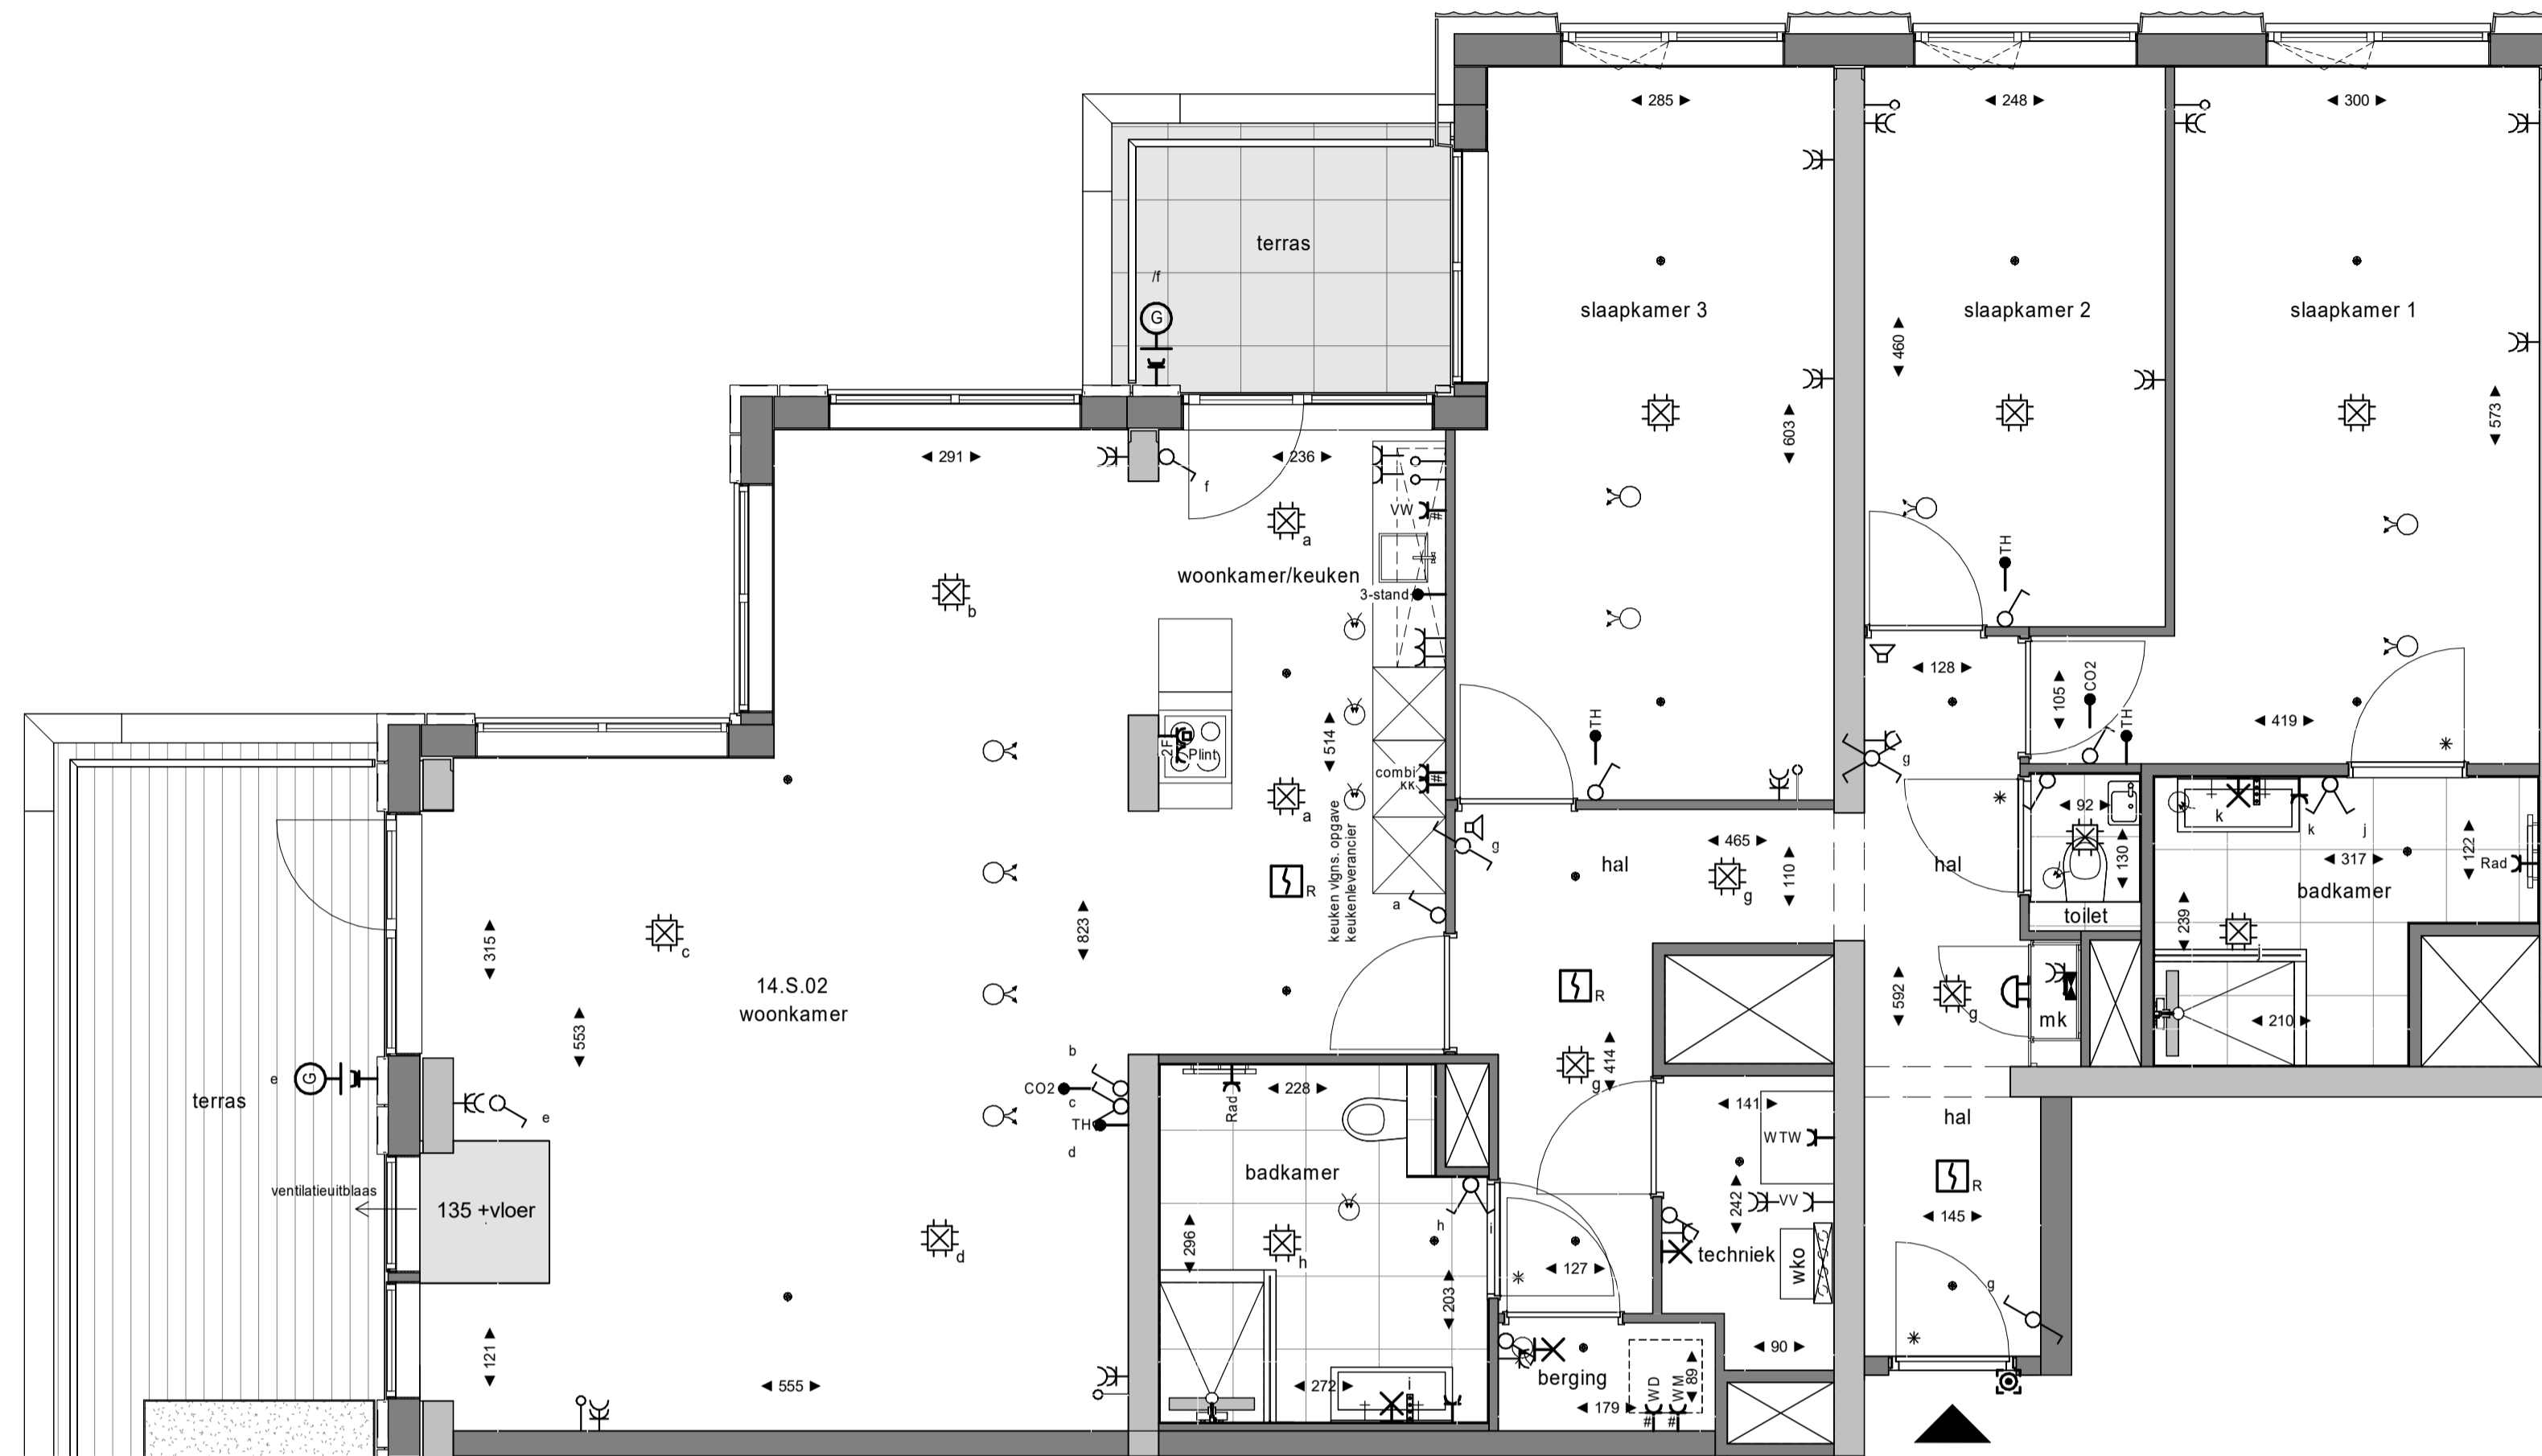 285
248
300
terras
/f
G
slaapkamer 3
slaapkamer 2
slaapkamer 1
460
603
573
291
236
f
a
VW
#
woonkamer/keuken
b
3-stand
TH
128
105
CO2
TH
419
TH
2F
Plint
514
combi
KK
#
a
g
g
92
k
k
j
122
Rad
465
110
hal
hal
130
317
badkamer
239
toilet
g
R
keuken vlgns. opgave
keukenleverancier
a
315
823
c
553
14.S.02
woonkamer
R
592
g
mk
j
210
b
CO2
c
TH
d
228
Rad
414
g
141
WTW
hal
e
G
terras
e
badkamer
ventilatieuitblaas
135 +vloer
296
h
h
i
242
VV
R
145
techniek
wko
d
127
203
g
121
555
272
i
berging
90
WD
WM
89
179
#
#